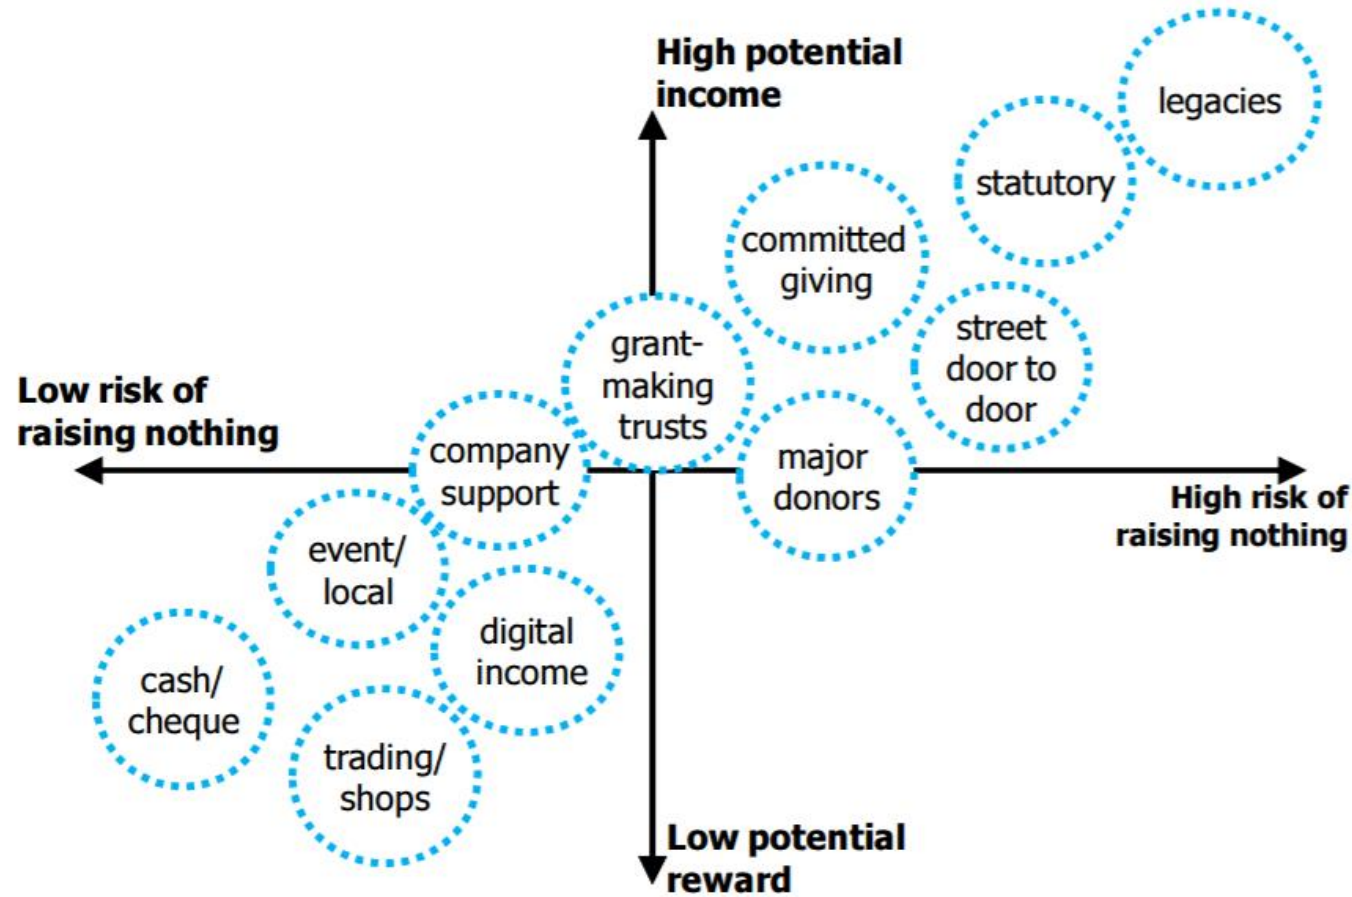 High potential
income
legacies
statutory
committed
giving
street
door to
door
grant-
making
trusts
Low risk of
raising nothing
company
support
major
donors
High risk of
raising nothing
event/
local
digital
income
cash/
cheque
trading/
shops
Low potential
reward